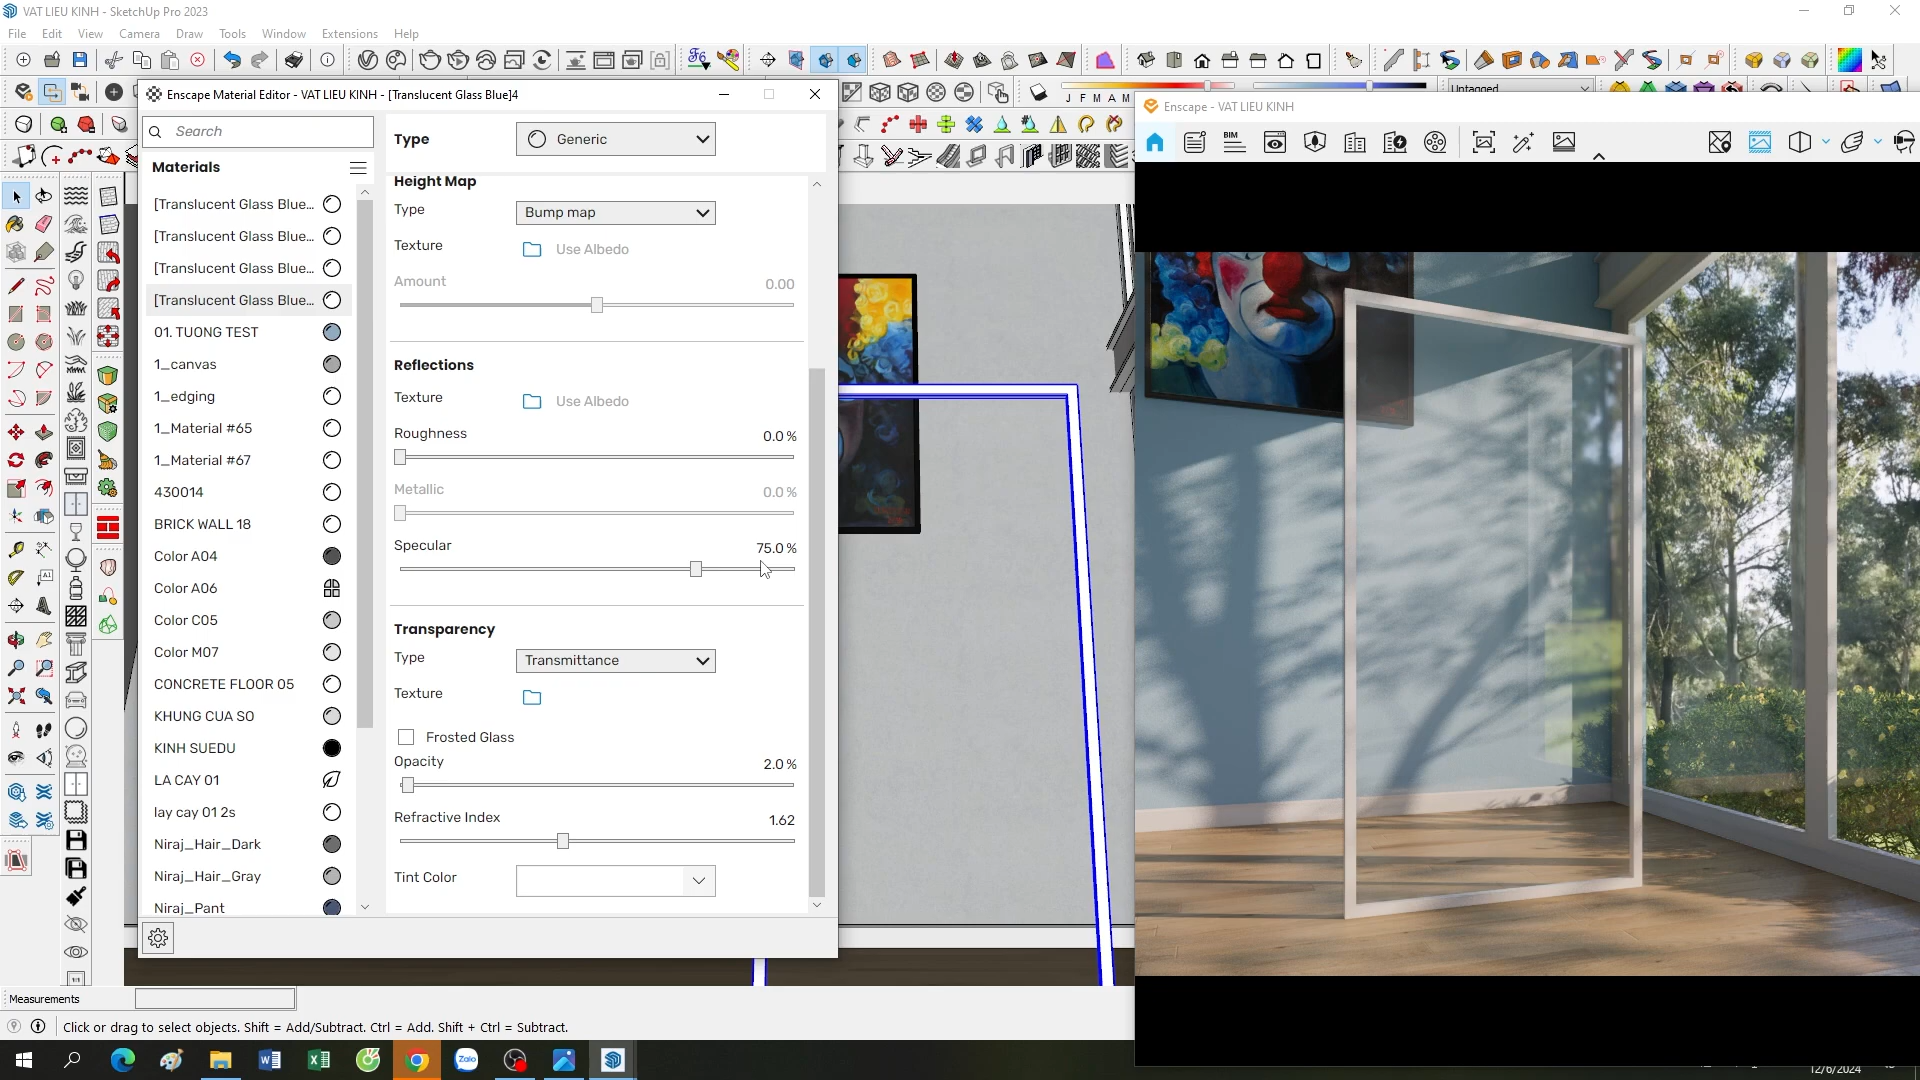 VAT LIEU KINH - SketchUp Pro 2023
File Edit View Camera Draw Tools Window Extensions Help
Enscape Material Editor - VAT LIEU KINH - [Translucent Glass Blue]4
J F M A M
Untagged
Enscape - VAT LIEU KINH
Search
Materials
[Translucent Glass Blue...
[Translucent Glass Blue...
[Translucent Glass Blue...
[Translucent Glass Blue...
01. TUONG TEST
1_canvas
1_edging
1_Material #65
1_Material #67
430014
BRICK WALL 18
Color A04
Color A06
Color C05
Color M07
CONCRETE FLOOR 05
KHUNG CUA SO
KINH SUEDU
LA CAY 01
lay cay 01 2s
Niraj_Hair_Dark
Niraj_Hair_Gray
Niraj_Pant
Type Generic
Height Map
Type Bump map
Texture Use Albedo
Amount 0.00
Reflections
Texture Use Albedo
Roughness 0.0 %
Metallic 0.0 %
Specular 75.0 %
Transparency
Type Transmittance
Texture
Frosted Glass
Opacity 2.0 %
Refractive Index 1.62
Tint Color
BIM
Measurements
Click or drag to select objects. Shift = Add/Subtract. Ctrl = Add. Shift + Ctrl = Subtract.
Zalo
12/6/2024